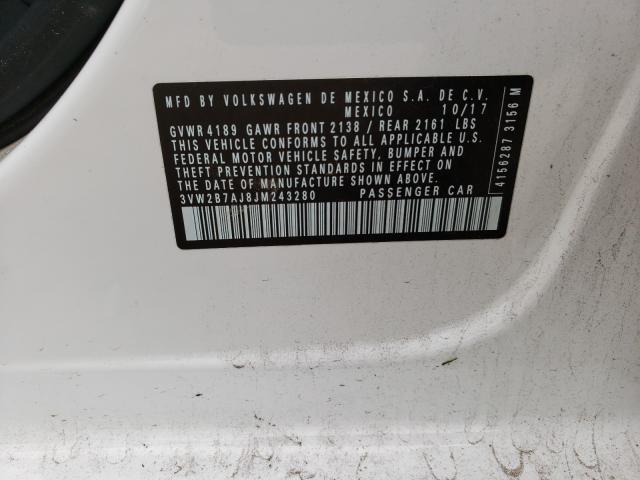 MFD BY VOLKSWAGEN DE MEXICO S.A. DE C.V.
MEXICO 10/17
GVWR 4189 GAWR FRONT 2138 / REAR 2161 LBS
THIS VEHICLE CONFORMS TO ALL APPLICABLE U.S.
FEDERAL MOTOR VEHICLE SAFETY, BUMPER AND
THEFT PREVENTION STANDARDS IN EFFECT ON
THE DATE OF MANUFACTURE SHOWN ABOVE.
3VW2B7AJ8JM243280 PASSENGER CAR
4156287 3156 M